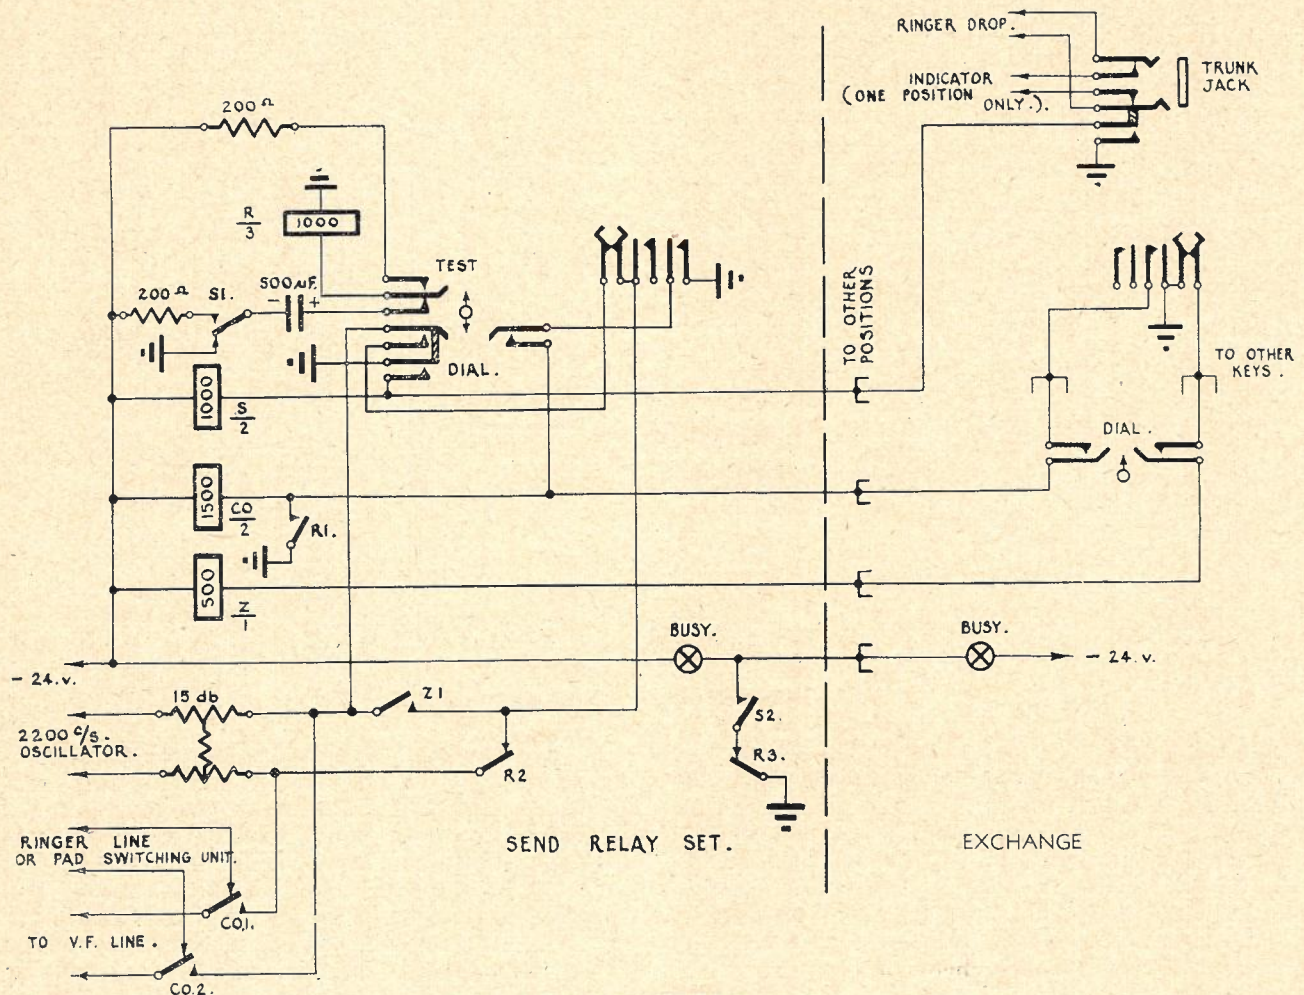 RINGER DROP.
INDICATOR
(ONE POSITION
ONLY.).
TRUNK
JACK
200 Ω
R
3
1000
TEST
500 µF.
- +
200 Ω
S1.
DIAL.
TO OTHER
POSITIONS
TO OTHER
KEYS.
DIAL.
1000
S
2
1500
CO
2
R1.
500
Z
1
BUSY.
BUSY.
- 24.v.
- 24.v.
15 db
Z1
2200 c/s.
OSCILLATOR.
S2.
R3.
R2
SEND RELAY SET.
EXCHANGE
RINGER LINE
OR PAD SWITCHING UNIT.
CO.1.
TO V.F. LINE.
CO.2.